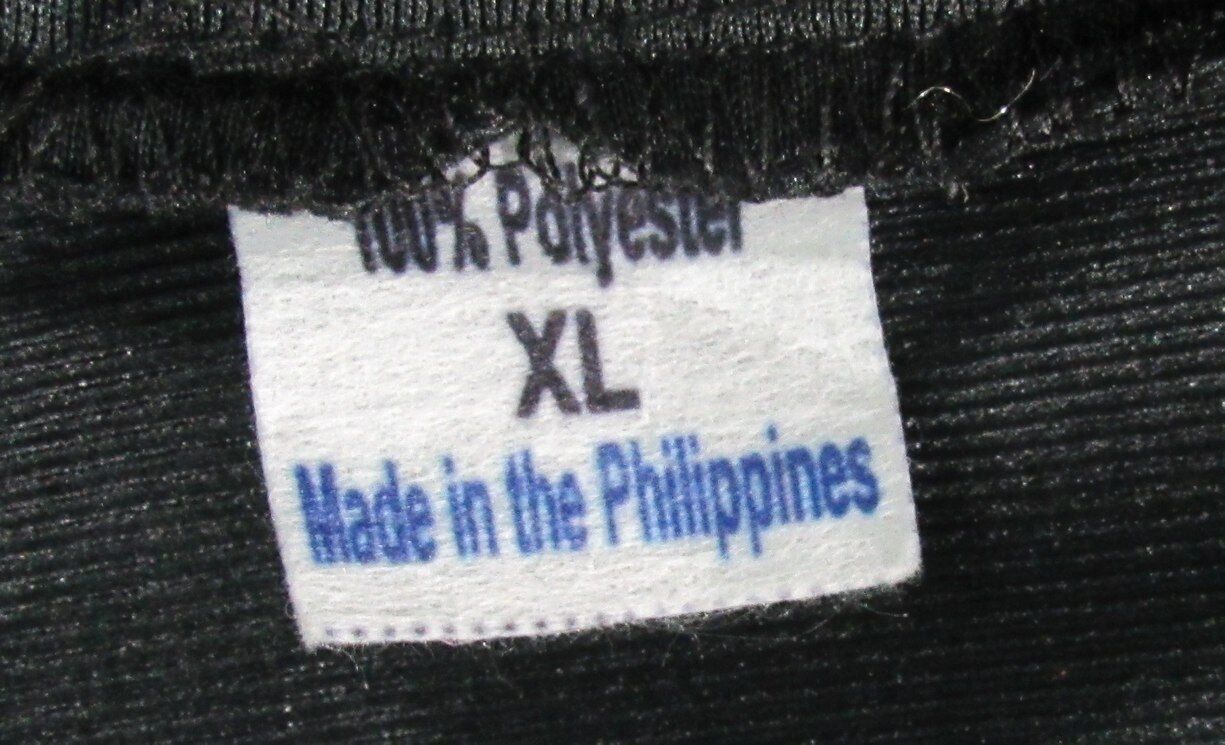 100% Polyester
XL
Made in the Philippines